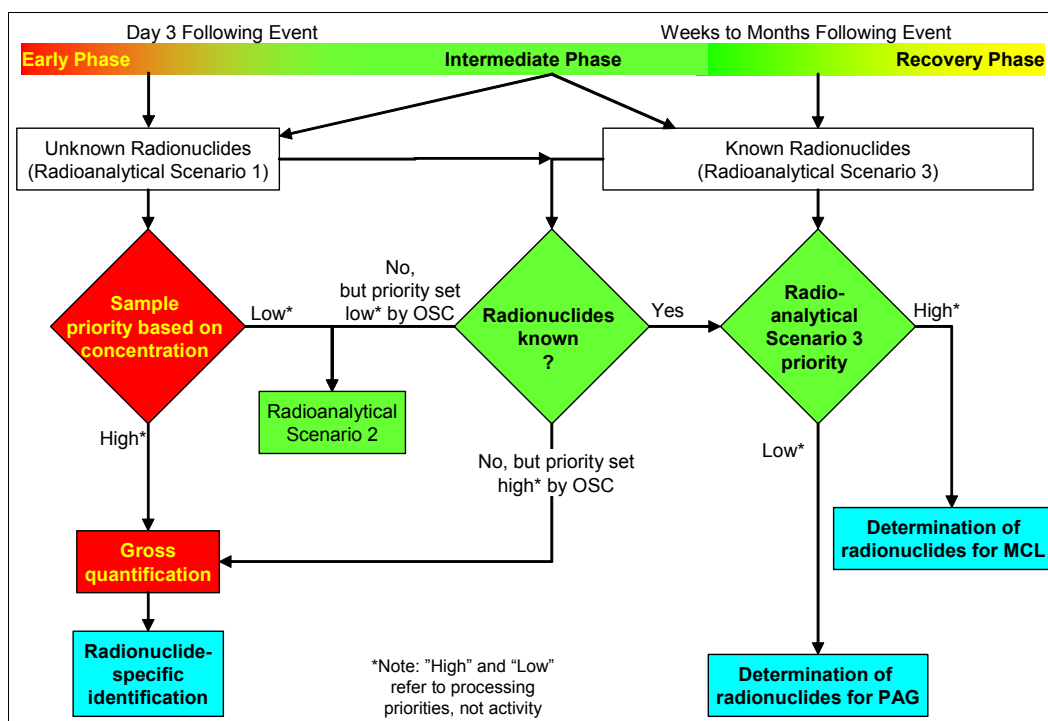 Day 3 Following Event
Weeks to Months Following Event
Early Phase
Intermediate Phase
Recovery Phase
Unknown Radionuclides
(Radioanalytical Scenario 1)
Known Radionuclides
(Radioanalytical Scenario 3)
Sample
priority based on
concentration
Low*
No,
but priority set
low* by OSC
Radionuclides
known
?
Yes
Radio-
analytical
Scenario 3
priority
High*
Radioanalytical
Scenario 2
High*
No, but priority set
high* by OSC
Low*
Gross
quantification
Determination of
radionuclides for MCL
Radionuclide-
specific
identification
*Note: ”High” and “Low”
refer to processing
priorities, not activity
Determination of
radionuclides for PAG